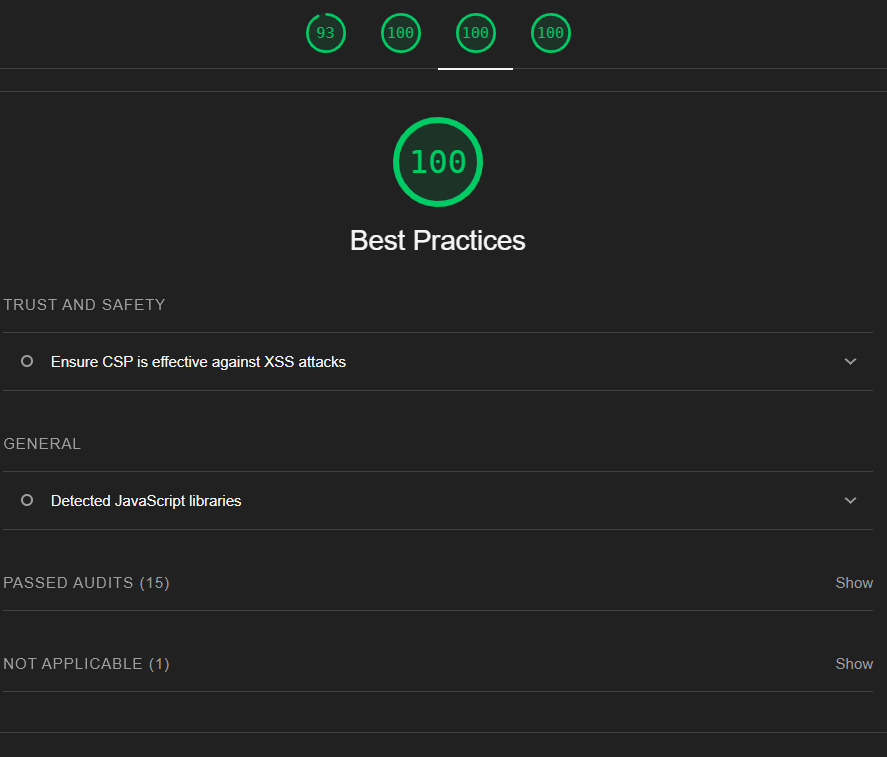 93 100 100 100
100
Best Practices
TRUST AND SAFETY
Ensure CSP is effective against XSS attacks
GENERAL
Detected JavaScript libraries
PASSED AUDITS (15) Show
NOT APPLICABLE (1) Show